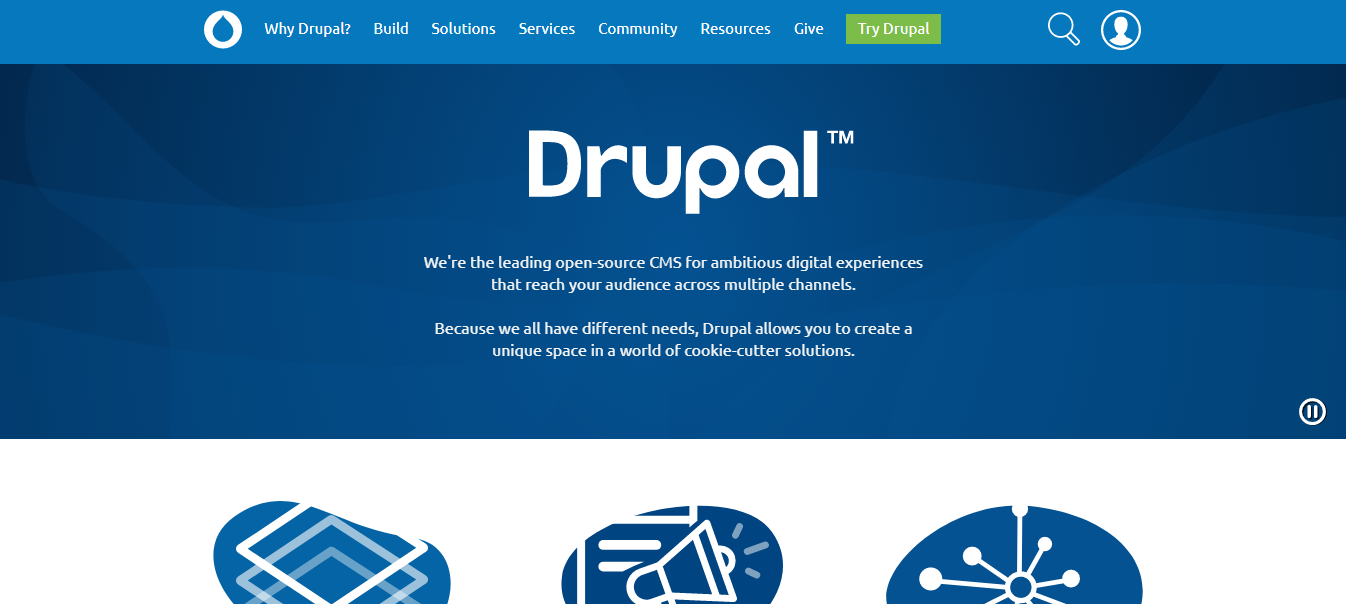 Why Drupal? Build Solutions Services Community Resources Give Try Drupal
Drupal™
We're the leading open-source CMS for ambitious digital experiences
that reach your audience across multiple channels.
Because we all have different needs, Drupal allows you to create a
unique space in a world of cookie-cutter solutions.